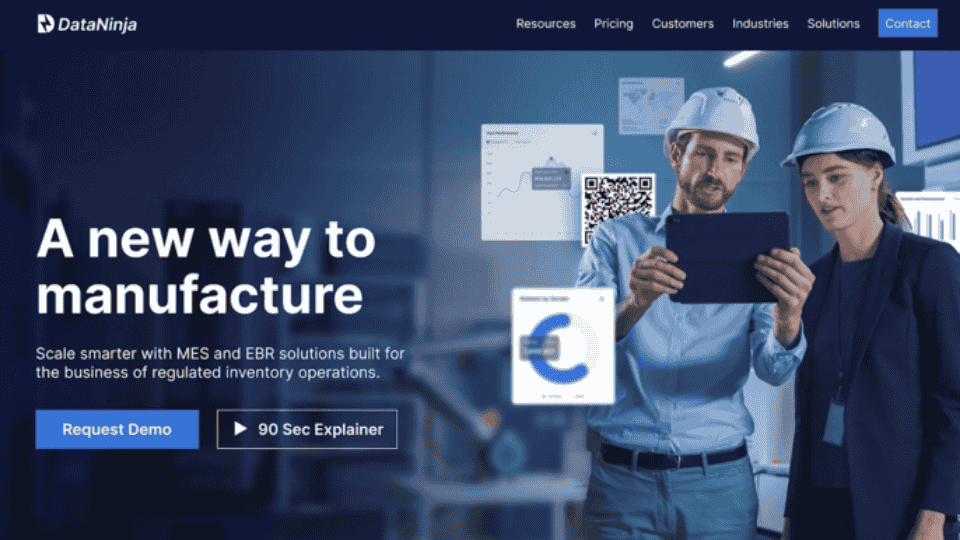 DataNinja
Resources Pricing Customers Industries Solutions Contact
A new way to
manufacture
Scale smarter with MES and EBR solutions built for
the business of regulated inventory operations.
Request Demo
90 Sec Explainer